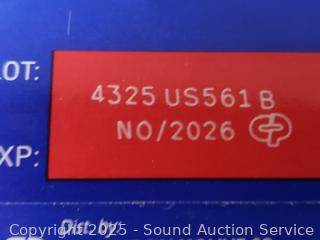 LOT:
4325 US561 B
NO/2026
XP:
Dist. by:
Copyright 2025 - Sound Auction Service